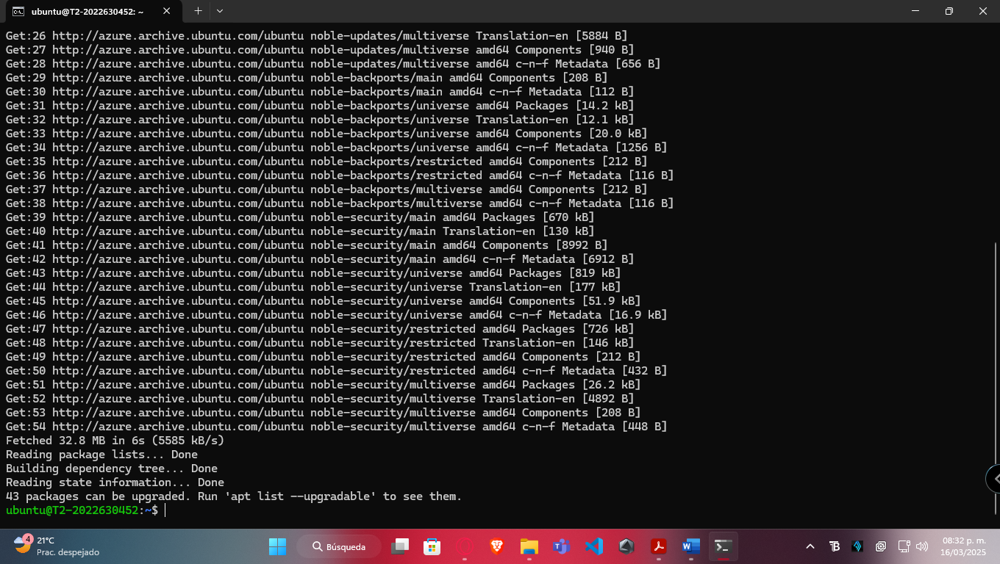 ubuntu@T2-2022630452: ~
Get:26 http://azure.archive.ubuntu.com/ubuntu noble-updates/multiverse Translation-en [5884 B]
Get:27 http://azure.archive.ubuntu.com/ubuntu noble-updates/multiverse amd64 Components [940 B]
Get:28 http://azure.archive.ubuntu.com/ubuntu noble-updates/multiverse amd64 c-n-f Metadata [656 B]
Get:29 http://azure.archive.ubuntu.com/ubuntu noble-backports/main amd64 Components [208 B]
Get:30 http://azure.archive.ubuntu.com/ubuntu noble-backports/main amd64 c-n-f Metadata [112 B]
Get:31 http://azure.archive.ubuntu.com/ubuntu noble-backports/universe amd64 Packages [14.2 kB]
Get:32 http://azure.archive.ubuntu.com/ubuntu noble-backports/universe Translation-en [12.1 kB]
Get:33 http://azure.archive.ubuntu.com/ubuntu noble-backports/universe amd64 Components [20.0 kB]
Get:34 http://azure.archive.ubuntu.com/ubuntu noble-backports/universe amd64 c-n-f Metadata [1256 B]
Get:35 http://azure.archive.ubuntu.com/ubuntu noble-backports/restricted amd64 Components [212 B]
Get:36 http://azure.archive.ubuntu.com/ubuntu noble-backports/restricted amd64 c-n-f Metadata [116 B]
Get:37 http://azure.archive.ubuntu.com/ubuntu noble-backports/multiverse amd64 Components [212 B]
Get:38 http://azure.archive.ubuntu.com/ubuntu noble-backports/multiverse amd64 c-n-f Metadata [116 B]
Get:39 http://azure.archive.ubuntu.com/ubuntu noble-security/main amd64 Packages [670 kB]
Get:40 http://azure.archive.ubuntu.com/ubuntu noble-security/main Translation-en [130 kB]
Get:41 http://azure.archive.ubuntu.com/ubuntu noble-security/main amd64 Components [8992 B]
Get:42 http://azure.archive.ubuntu.com/ubuntu noble-security/main amd64 c-n-f Metadata [6912 B]
Get:43 http://azure.archive.ubuntu.com/ubuntu noble-security/universe amd64 Packages [819 kB]
Get:44 http://azure.archive.ubuntu.com/ubuntu noble-security/universe Translation-en [177 kB]
Get:45 http://azure.archive.ubuntu.com/ubuntu noble-security/universe amd64 Components [51.9 kB]
Get:46 http://azure.archive.ubuntu.com/ubuntu noble-security/universe amd64 c-n-f Metadata [16.9 kB]
Get:47 http://azure.archive.ubuntu.com/ubuntu noble-security/restricted amd64 Packages [726 kB]
Get:48 http://azure.archive.ubuntu.com/ubuntu noble-security/restricted Translation-en [146 kB]
Get:49 http://azure.archive.ubuntu.com/ubuntu noble-security/restricted amd64 Components [212 B]
Get:50 http://azure.archive.ubuntu.com/ubuntu noble-security/restricted amd64 c-n-f Metadata [432 B]
Get:51 http://azure.archive.ubuntu.com/ubuntu noble-security/multiverse amd64 Packages [26.2 kB]
Get:52 http://azure.archive.ubuntu.com/ubuntu noble-security/multiverse Translation-en [4892 B]
Get:53 http://azure.archive.ubuntu.com/ubuntu noble-security/multiverse amd64 Components [208 B]
Get:54 http://azure.archive.ubuntu.com/ubuntu noble-security/multiverse amd64 c-n-f Metadata [448 B]
Fetched 32.8 MB in 6s (5585 kB/s)
Reading package lists... Done
Building dependency tree... Done
Reading state information... Done
43 packages can be upgraded. Run 'apt list --upgradable' to see them.
ubuntu@T2-2022630452:~$
4
21°C
Prac. despejado
Búsqueda
08:32 p. m.
16/03/2025